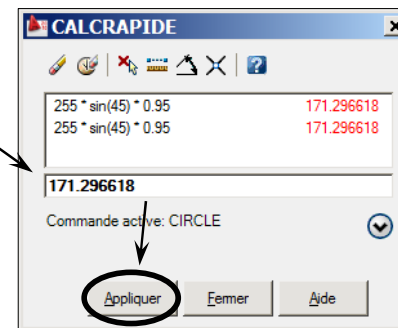 CALCRAPIDE
255 * sin(45) * 0.95 171.296618
255 * sin(45) * 0.95 171.296618
171.296618
Commande active: CIRCLE
Appliquer Fermer Aide